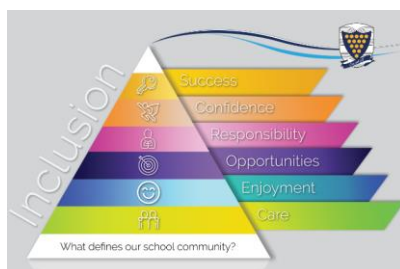 Inclusion
Success
Confidence
Responsibility
Opportunities
Enjoyment
Care
What defines our school community?